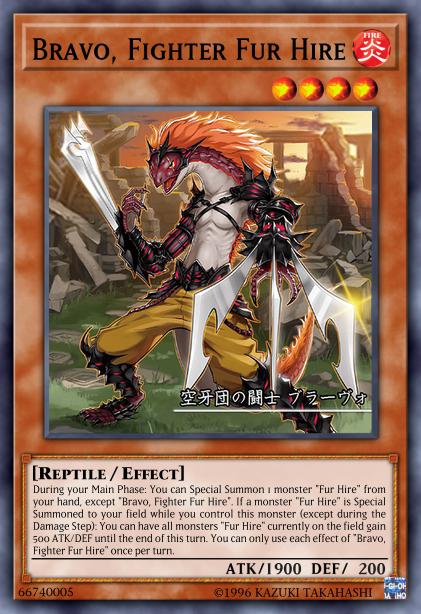 BRAVO, FIGHTER FUR HIRE
FIRE
炎
空牙団の闘士 ブラーヴォ
[REPTILE / EFFECT]
During your Main Phase: You can Special Summon 1 monster "Fur Hire" from
your hand, except "Bravo, Fighter Fur Hire". If a monster "Fur Hire" is Special
Summoned to your field while you control this monster (except during the
Damage Step): You can have all monsters "Fur Hire" currently on the field gain
500 ATK/DEF until the end of this turn. You can only use each effect of "Bravo,
Fighter Fur Hire" once per turn.
ATK/1900 DEF/ 200
66740005
©1996 KAZUKI TAKAHASHI